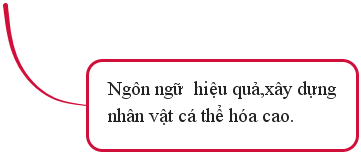 Ngôn ngữ hiệu quả,xây dựng
nhân vật cá thể hóa cao.